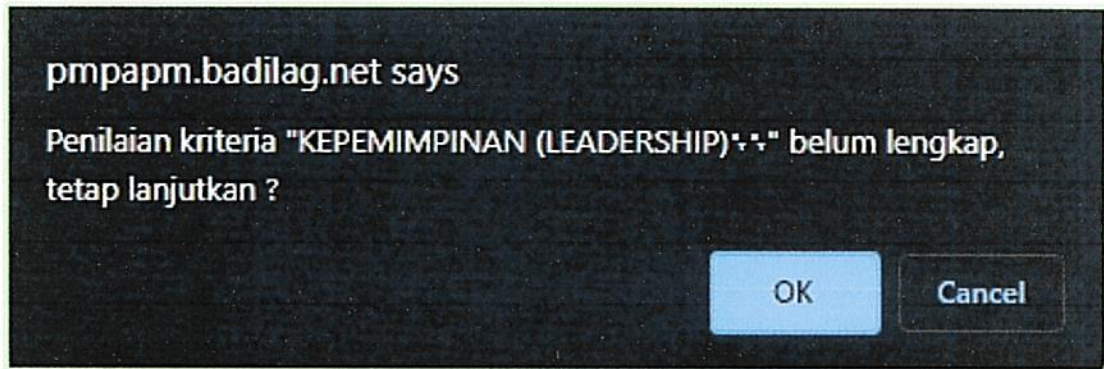 pmpapm.badilag.net says
Penilaian kriteria "KEPEMIMPINAN (LEADERSHIP)" belum lengkap,
tetap lanjutkan ?
OK
Cancel